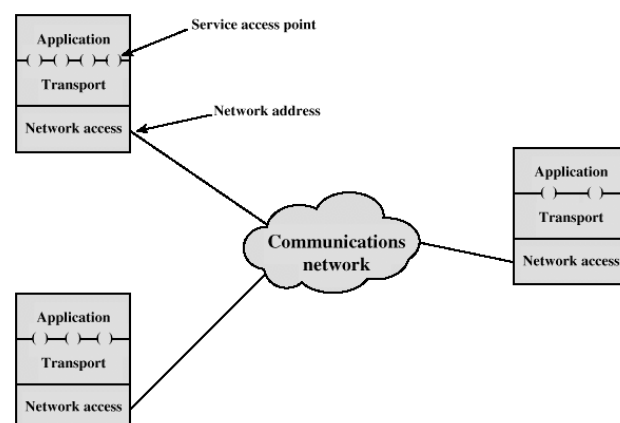 Application
Transport
Network access
Service access point
Network address
Communications
network
Application
Transport
Network access
Application
Transport
Network access